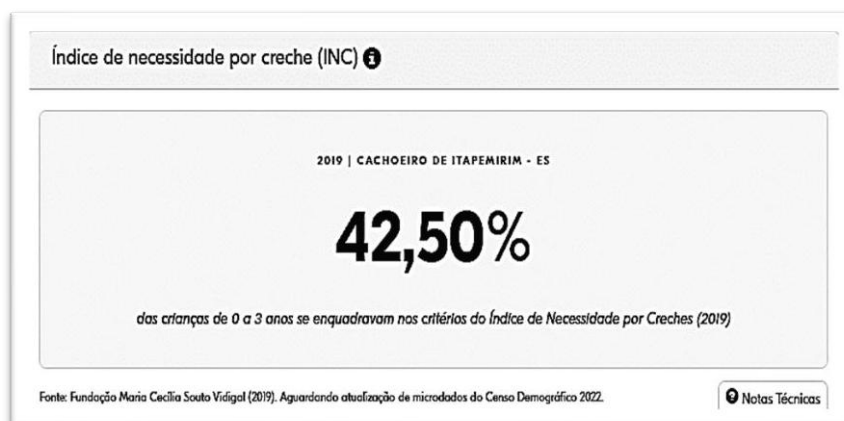 Índice de necessidade por creche (INC)
2019 | CACHOEIRO DE ITAPEMIRIM - ES
42,50%
das crianças de 0 a 3 anos se enquadravam nos critérios do Índice de Necessidade por Creches (2019)
Fonte: Fundação Maria Cecília Souto Vidigal (2019). Aguardando atualização de microdados do Censo Demográfico 2022.
Notas Técnicas